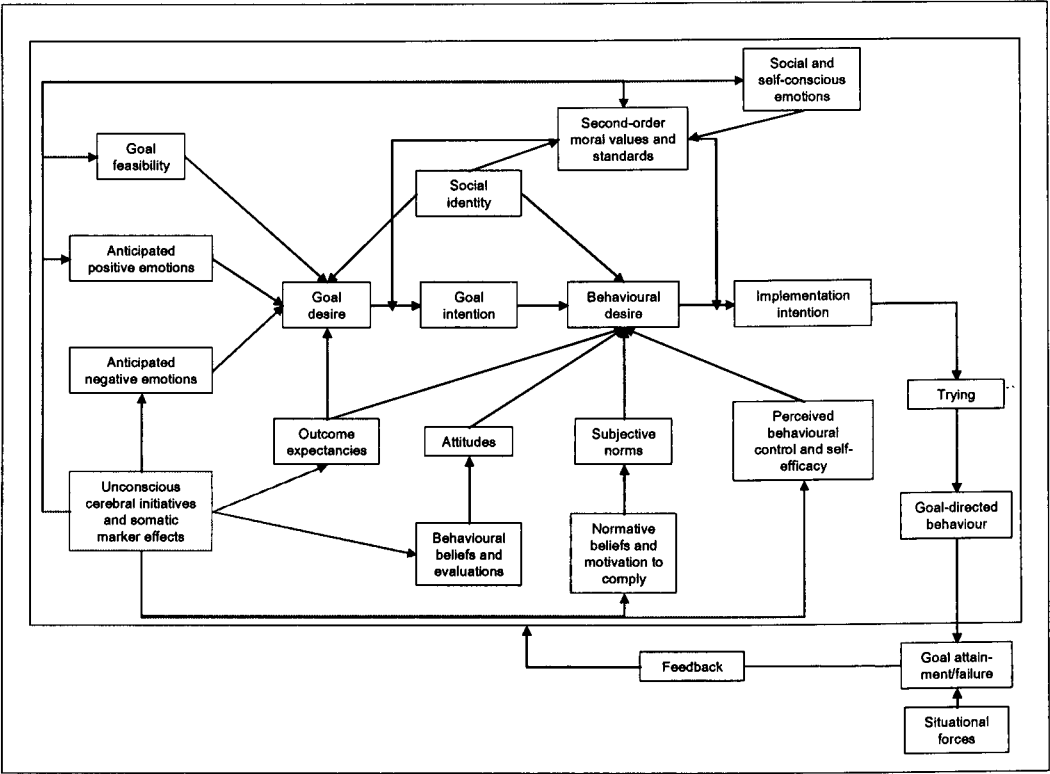 Social and
self-conscious
emotions
Second-order
moral values and
standards
Goal
feasibility
Social
identity
Anticipated
positive emotions
Goal
desire
Goal
intention
Behavioural
desire
Implementation
intention
Anticipated
negative emotions
Trying
Outcome
expectancies
Attitudes
Subjective
norms
Perceived
behavioural
control and self-
efficacy
Unconscious
cerebral initiatives
and somatic
marker effects
Behavioural
beliefs and
evaluations
Normative
beliefs and
motivation to
comply
Goal-directed
behaviour
Feedback
Goal attain-
ment/failure
Situational
forces